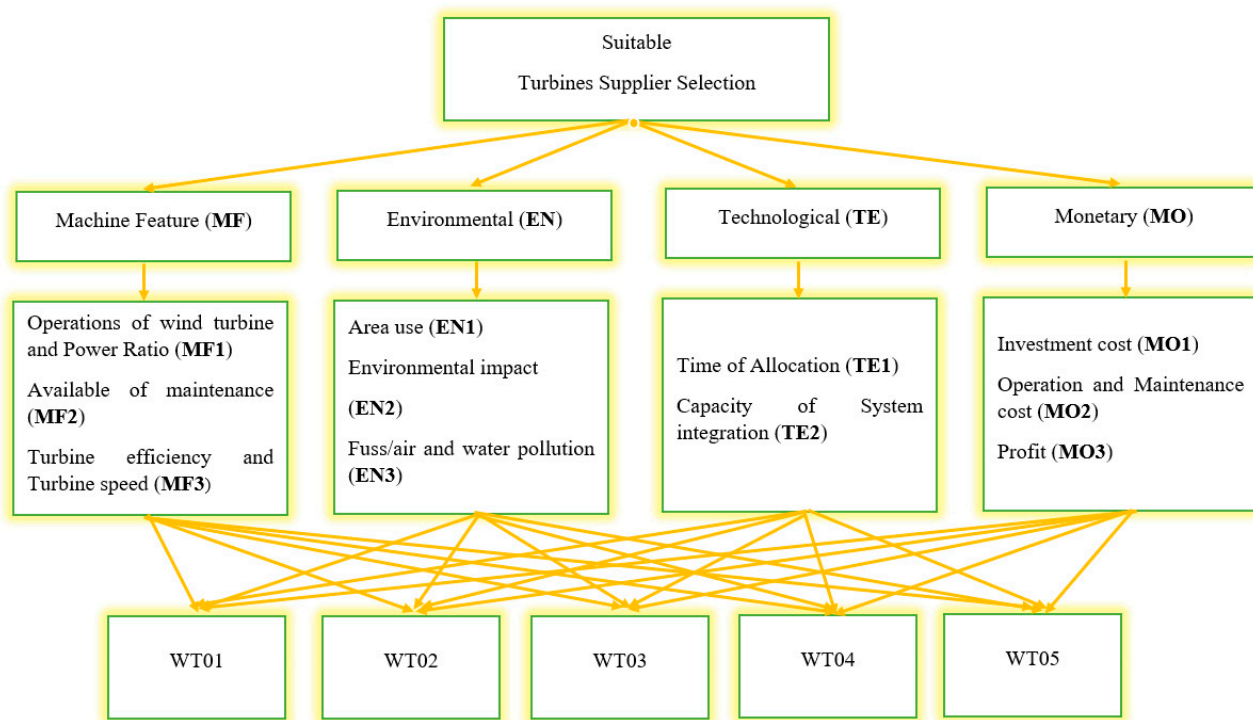 Suitable
Turbines Supplier Selection
Machine Feature (MF)
Environmental (EN)
Technological (TE)
Monetary (MO)
Operations of wind turbine
and Power Ratio (MF1)
Available of maintenance
(MF2)
Turbine efficiency and
Turbine speed (MF3)
Area use (EN1)
Environmental impact
(EN2)
Fuss/air and water pollution
(EN3)
Time of Allocation (TE1)
Capacity of System
integration (TE2)
Investment cost (MO1)
Operation and Maintenance
cost (MO2)
Profit (MO3)
WT01
WT02
WT03
WT04
WT05